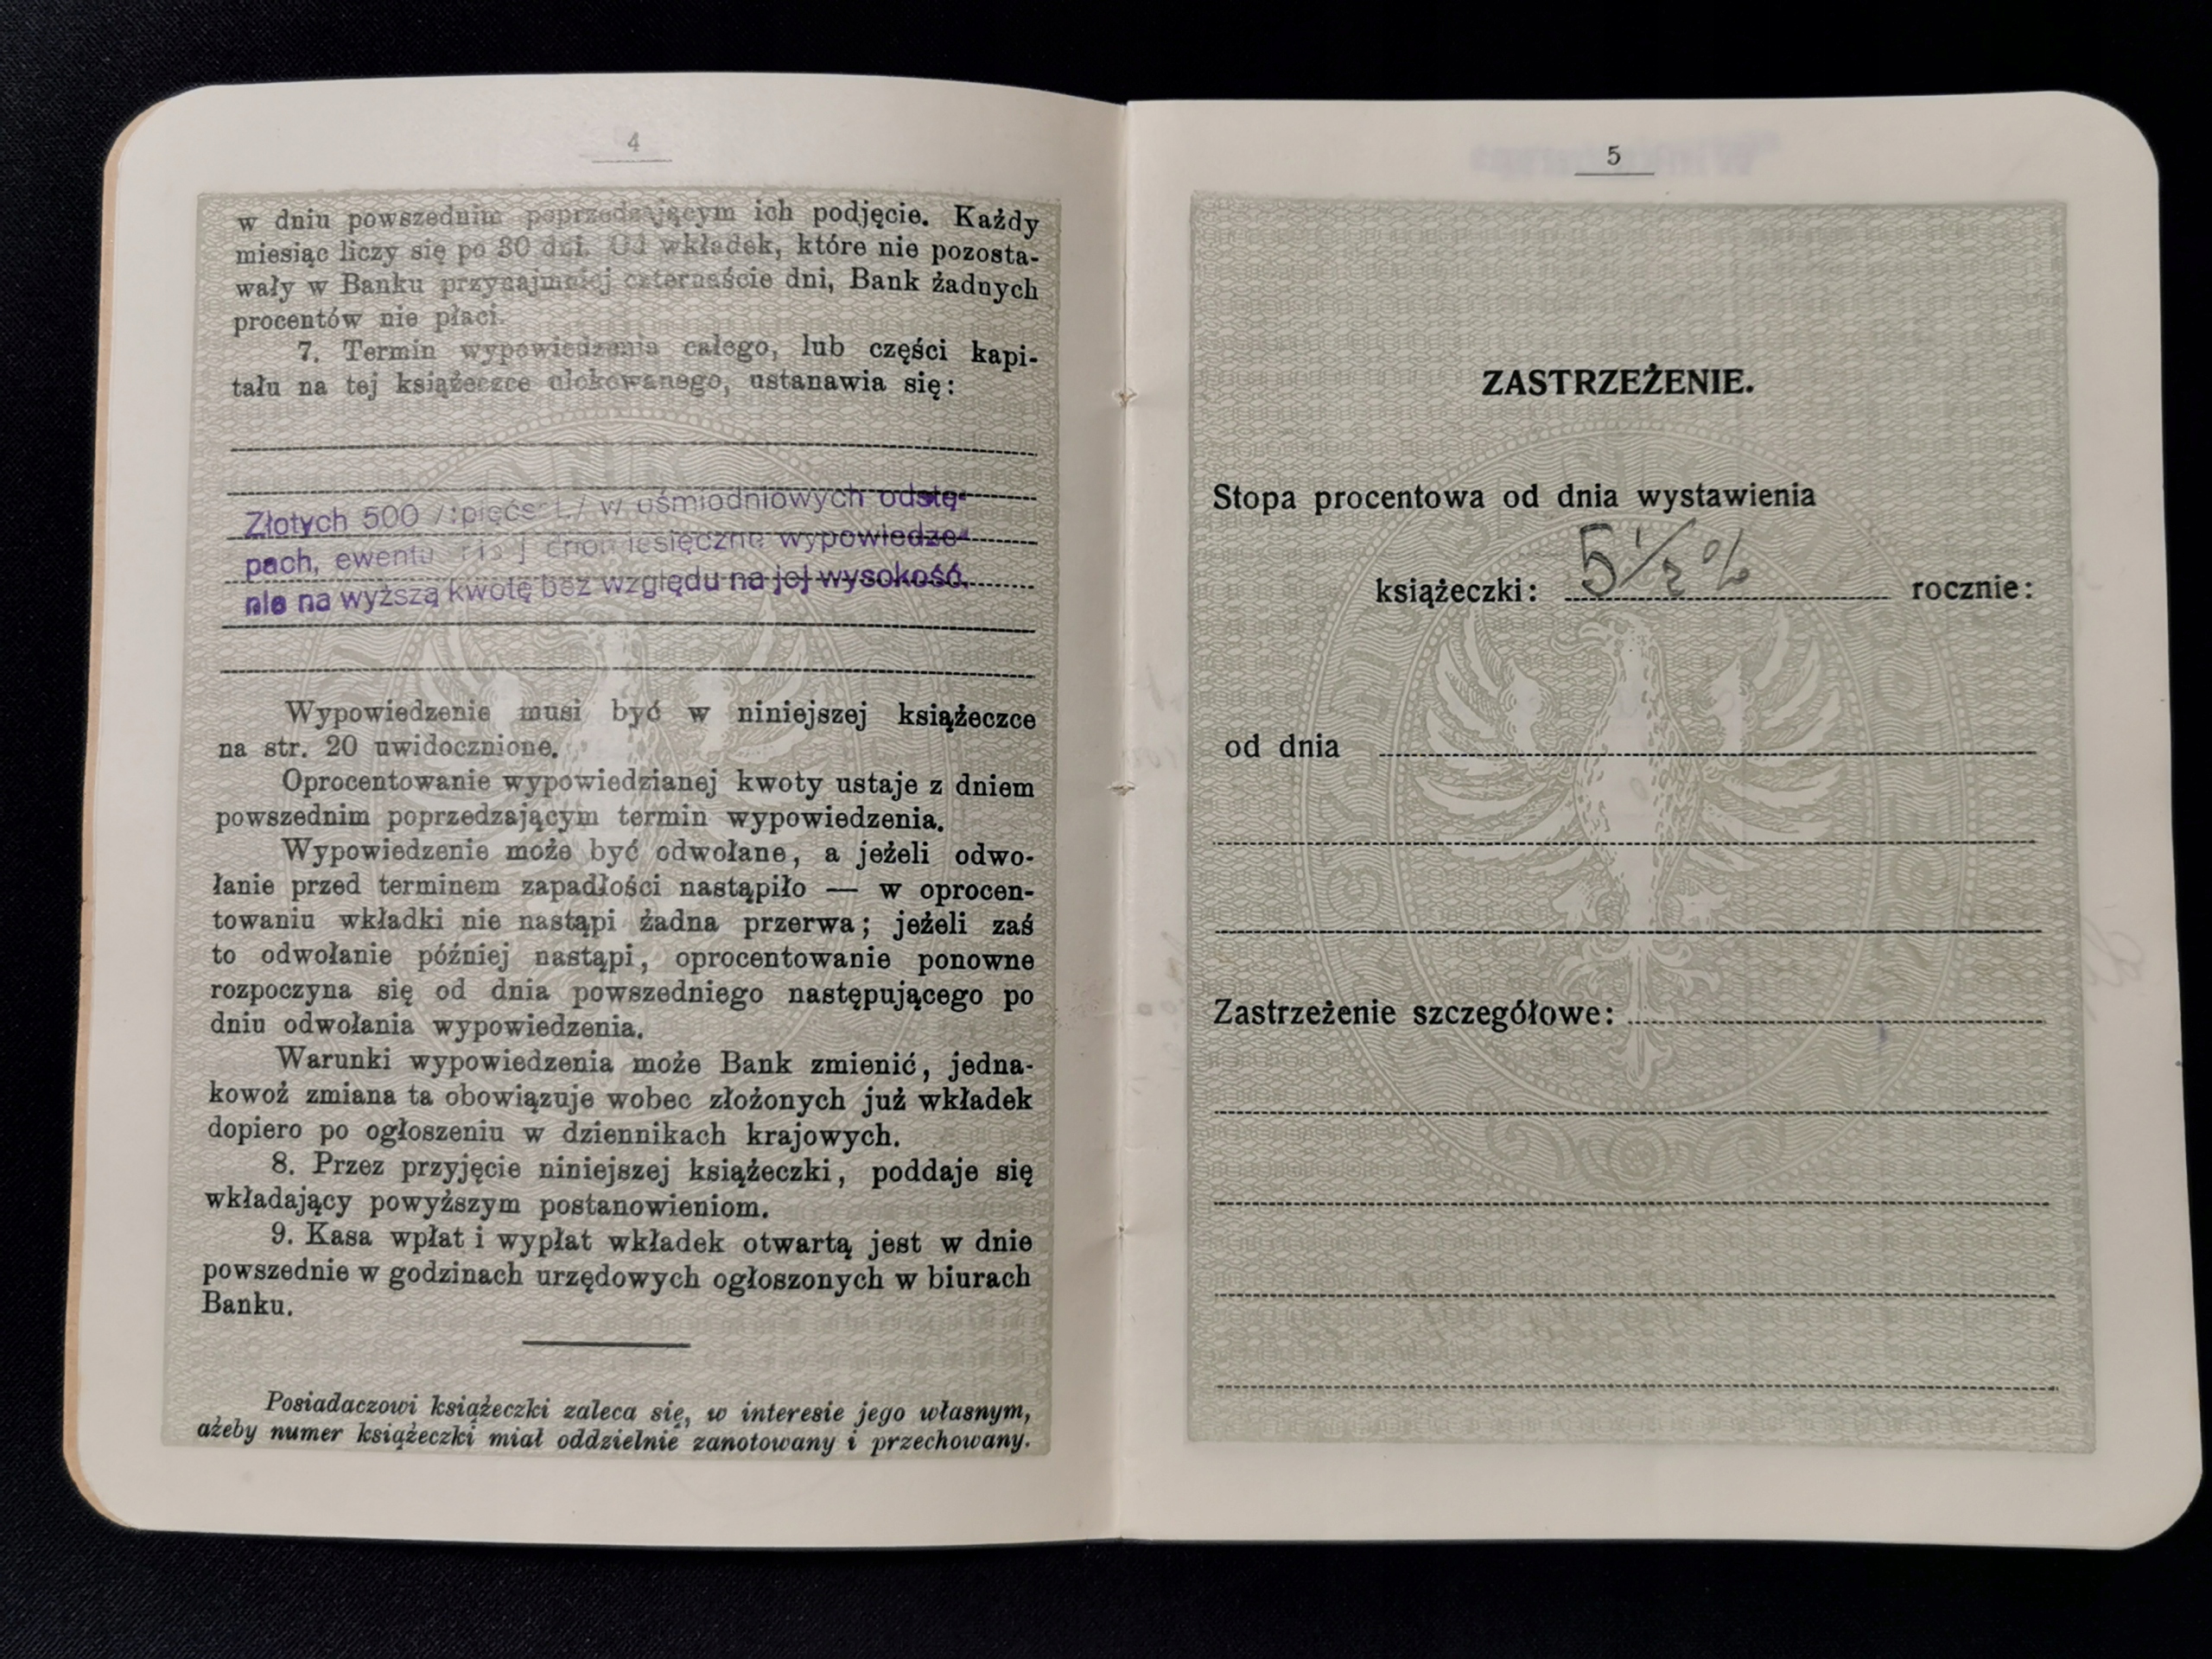 4
w dniu powszednim poprzedzającym ich podjęcie. Każdy
miesiąc liczy się po 30 dni. Od wkładek, które nie pozosta-
wały w Banku przynajmniej czternaście dni, Bank żadnych
procentów nie płaci.
7. Termin wypowiedzenia całego, lub części kapi-
tału na tej książeczce ulokowanego, ustanawia się:
Złotych 500 /:pięćset:/ w ośmiodniowych odstę-
pach, ewentu wypowiedze-
nie na wyższą kwotę bez względu na jej wysokość.
Wypowiedzenie musi być w niniejszej książeczce
na str. 20 uwidocznione.
Oprocentowanie wypowiedzianej kwoty ustaje z dniem
powszednim poprzedzającym termin wypowiedzenia.
Wypowiedzenie może być odwołane, a jeżeli odwo-
łanie przed terminem zapadłości nastąpiło — w oprocen-
towaniu wkładki nie nastąpi żadna przerwa; jeżeli zaś
to odwołanie później nastąpi, oprocentowanie ponowne
rozpoczyna się od dnia powszedniego następującego po
dniu odwołania wypowiedzenia.
Warunki wypowiedzenia może Bank zmienić, jedna-
kowoż zmiana ta obowiązuje wobec złożonych już wkładek
dopiero po ogłoszeniu w dziennikach krajowych.
8. Przez przyjęcie niniejszej książeczki, poddaje się
wkładający powyższym postanowieniom.
9. Kasa wpłat i wypłat wkładek otwartą jest w dnie
powszednie w godzinach urzędowych ogłoszonych w biurach
Banku.
Posiadaczowi książeczki zaleca się, w interesie jego własnym,
ażeby numer książeczki miał oddzielnie zanotowany i przechowany.
5
ZASTRZEŻENIE.
Stopa procentowa od dnia wystawienia
książeczki: 5 1/2 % rocznie:
od dnia
Zastrzeżenie szczegółowe: